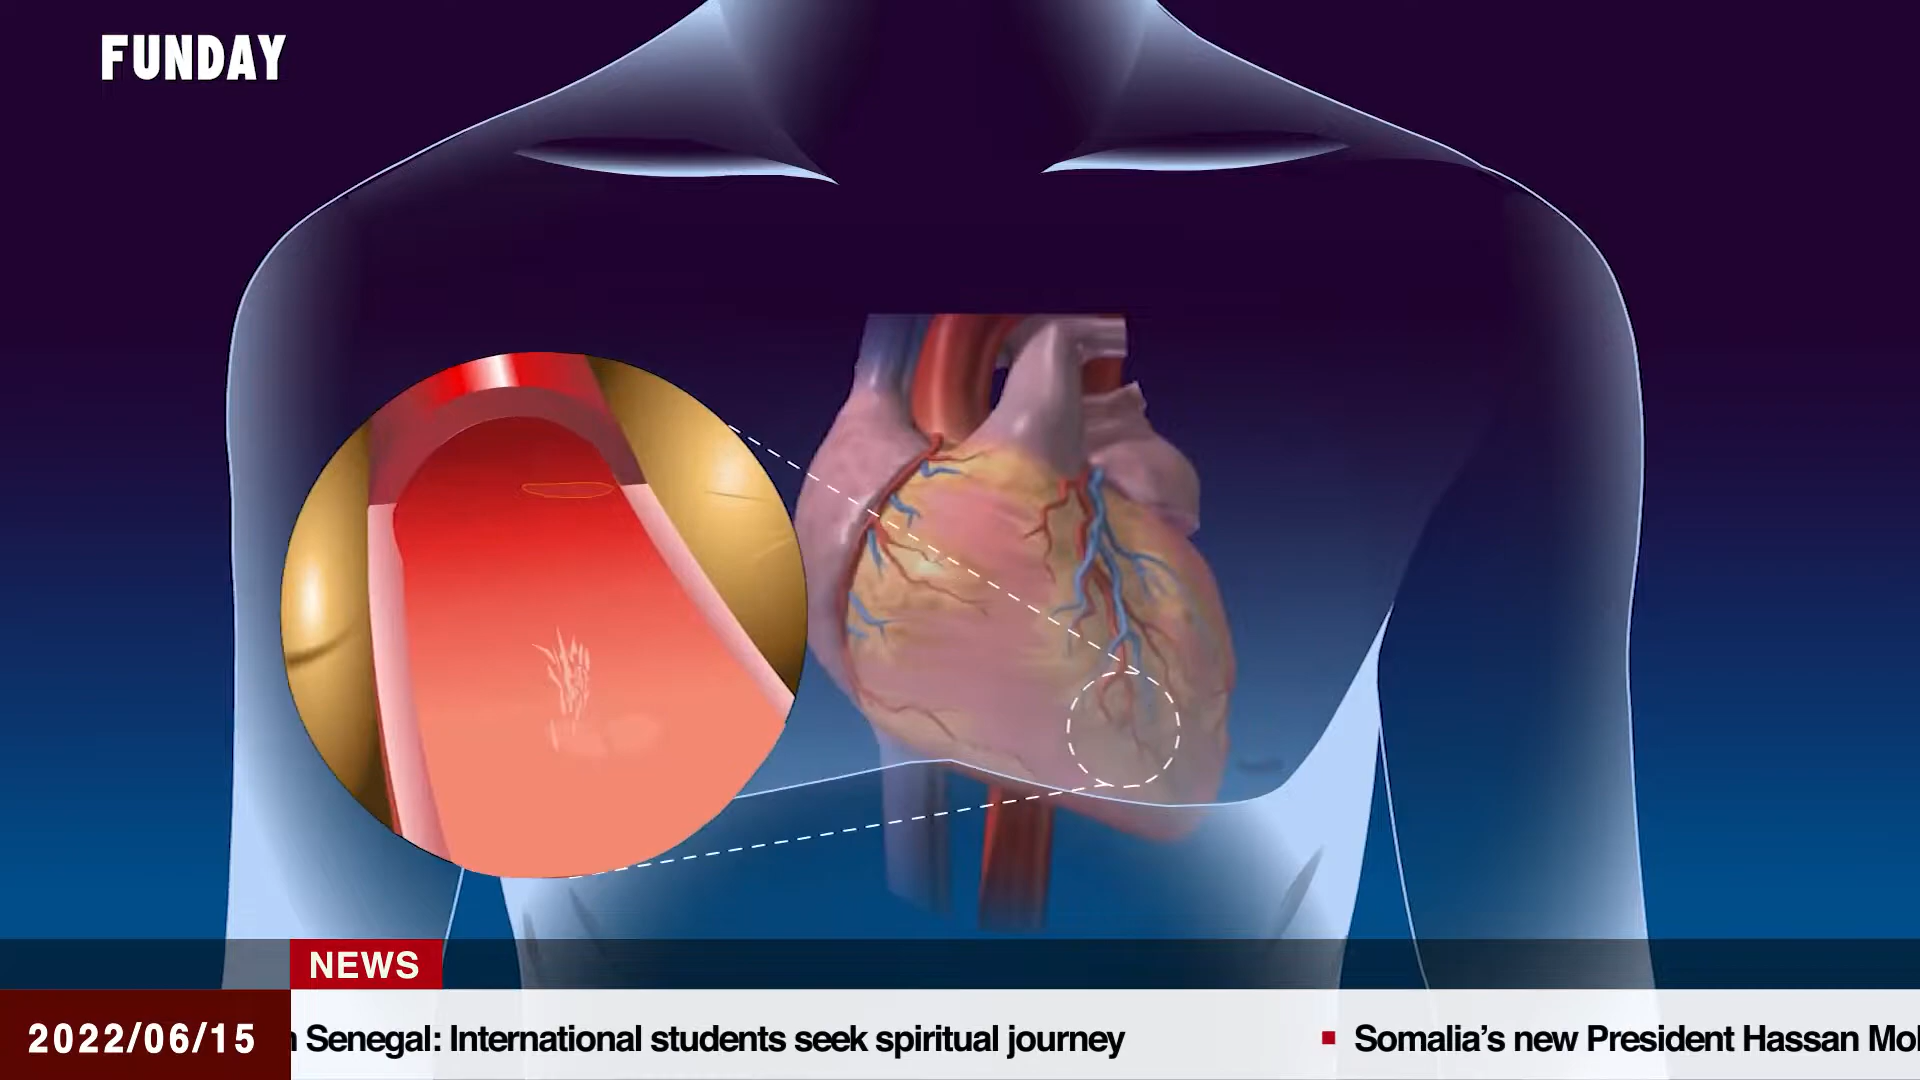 FUNDAY
NEWS
2022/06/15
Senegal: International students seek spiritual journey
Somalia’s new President Hassan